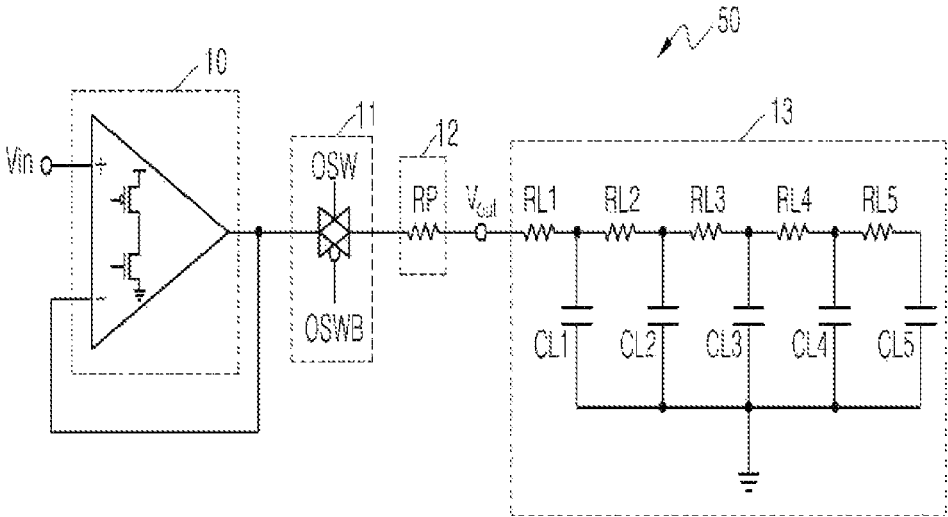 50
10
11
12
13
Vin
+
-
OSW
OSWB
RP
Vout
RL1 RL2 RL3 RL4 RL5
CL1 CL2 CL3 CL4 CL5